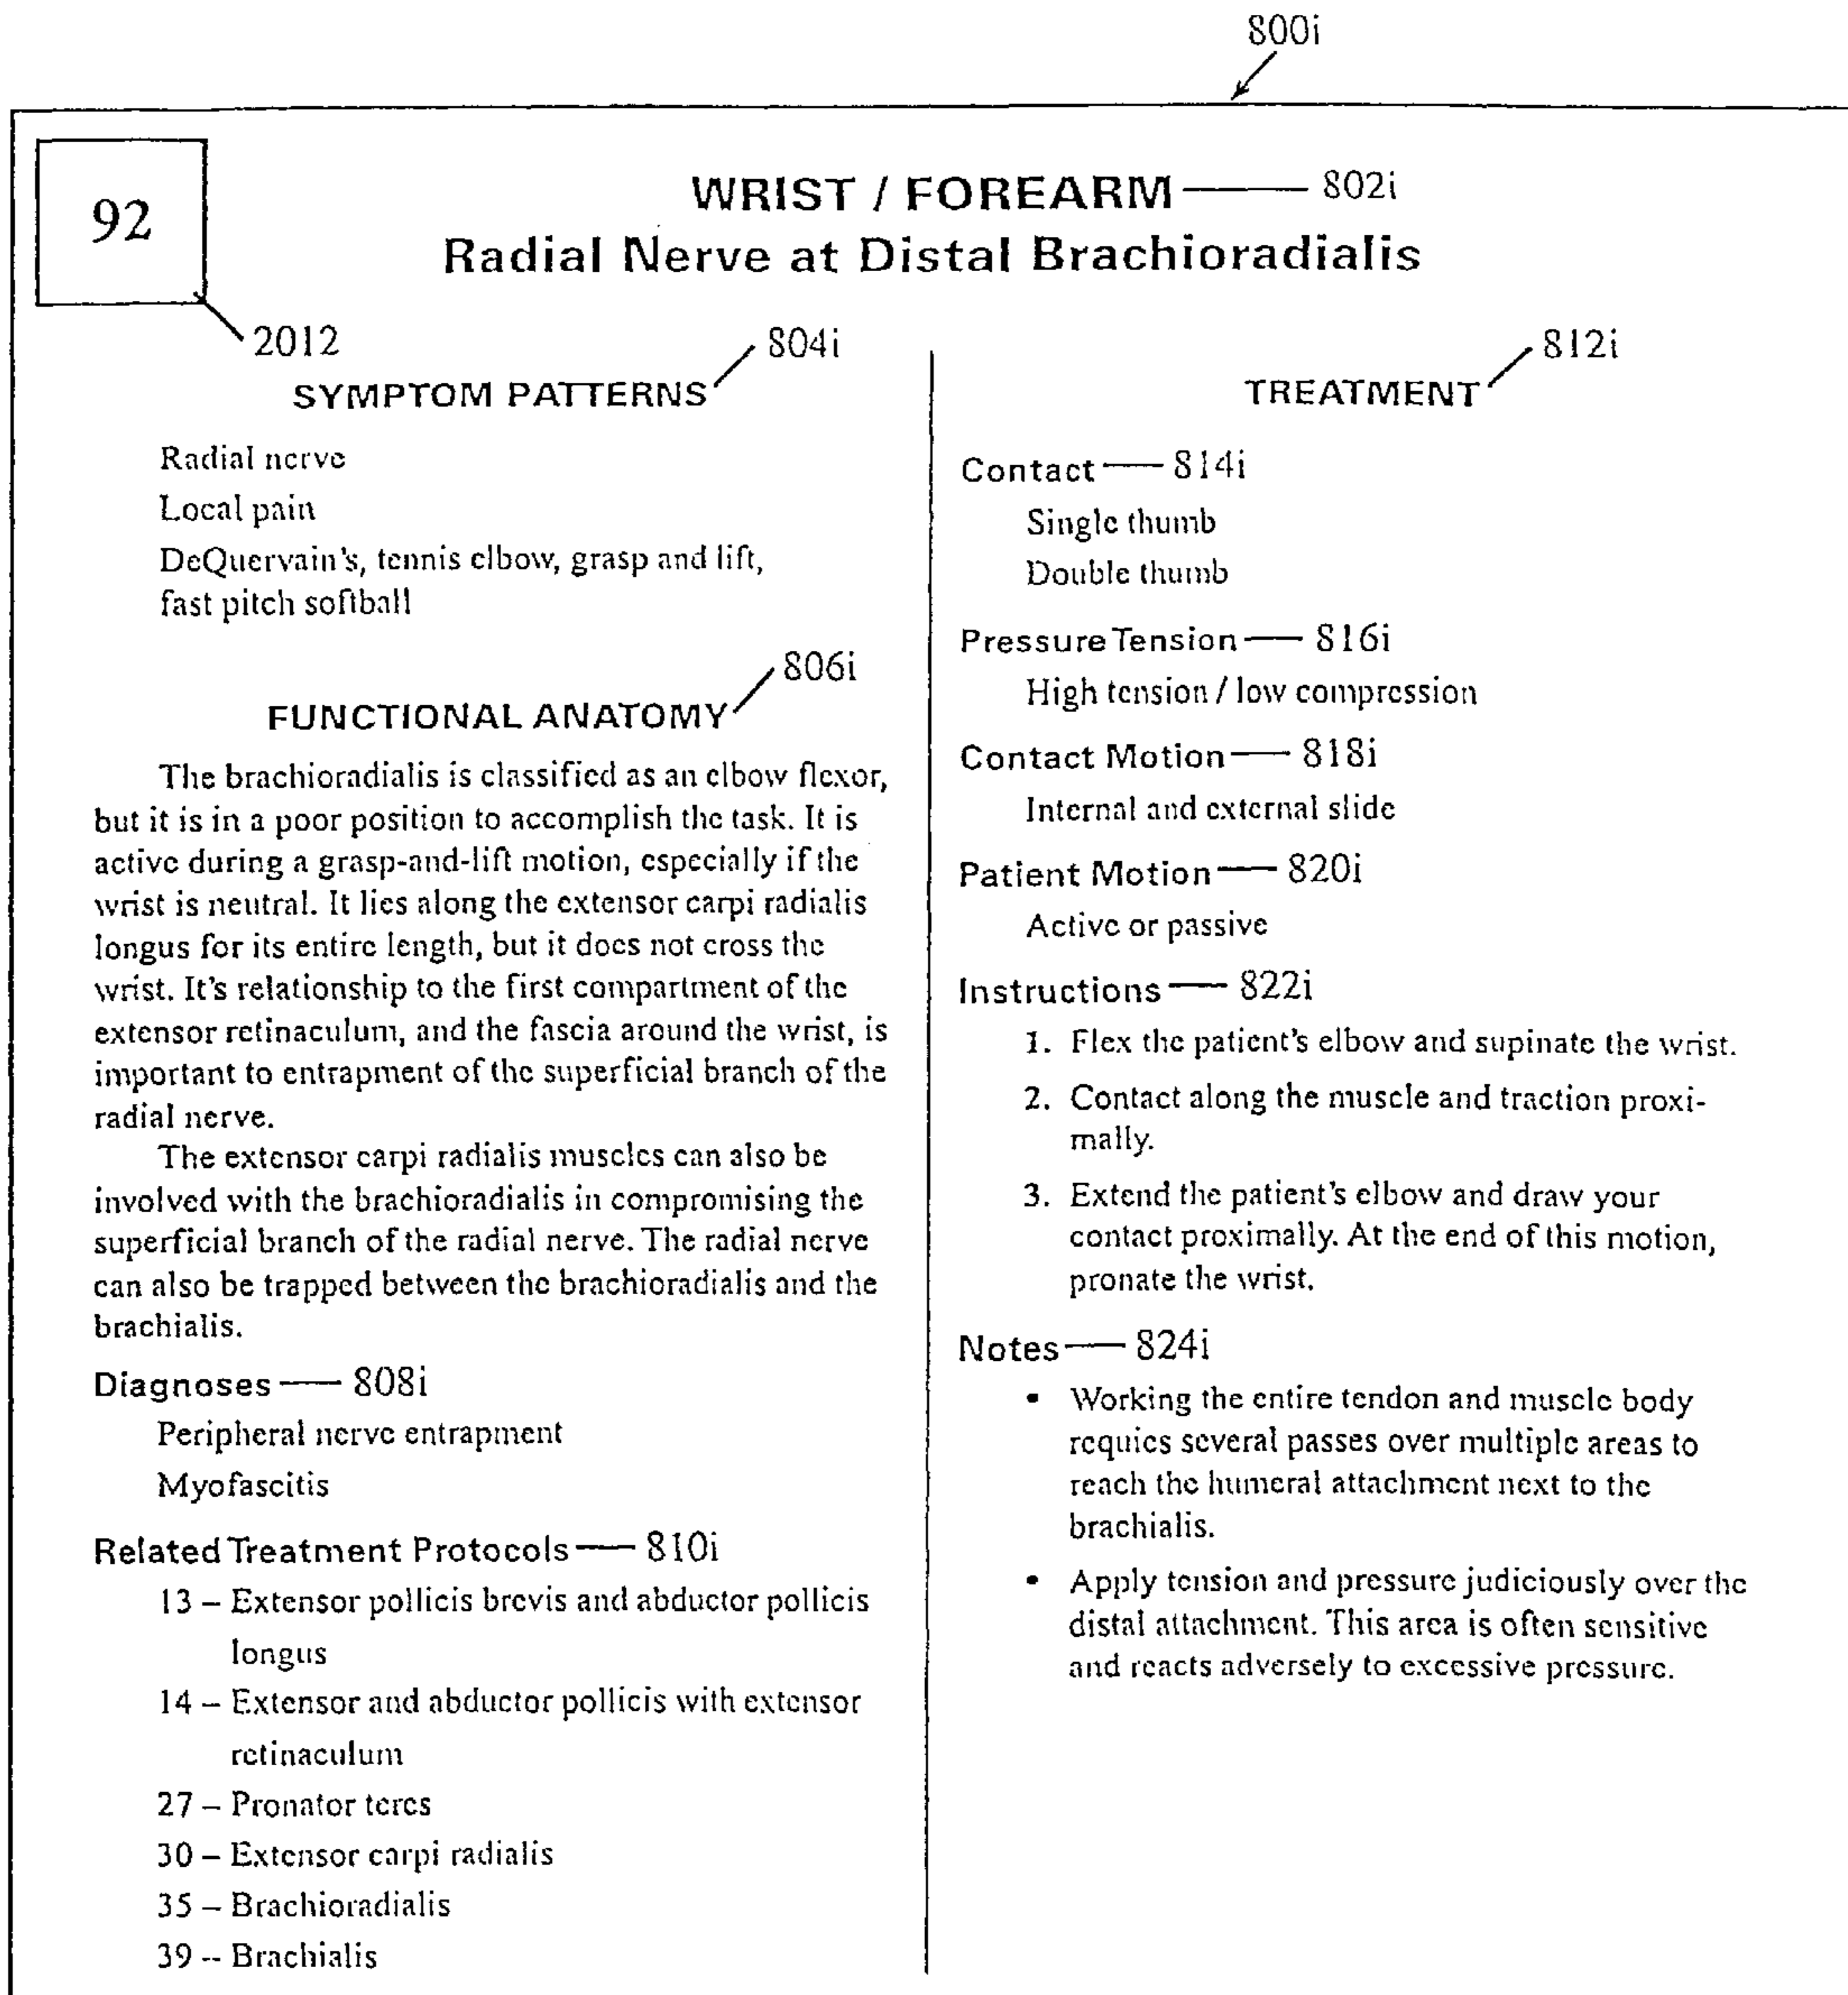 800i
92
WRIST / FOREARM — 802i
Radial Nerve at Distal Brachioradialis
2012
804i
SYMPTOM PATTERNS
Radial nerve
Local pain
DeQuervain's, tennis elbow, grasp and lift,
fast pitch softball
806i
FUNCTIONAL ANATOMY
The brachioradialis is classified as an elbow flexor,
but it is in a poor position to accomplish the task. It is
active during a grasp-and-lift motion, especially if the
wrist is neutral. It lies along the extensor carpi radialis
longus for its entire length, but it does not cross the
wrist. It's relationship to the first compartment of the
extensor retinaculum, and the fascia around the wrist, is
important to entrapment of the superficial branch of the
radial nerve.
The extensor carpi radialis muscles can also be
involved with the brachioradialis in compromising the
superficial branch of the radial nerve. The radial nerve
can also be trapped between the brachioradialis and the
brachialis.
Diagnoses — 808i
Peripheral nerve entrapment
Myofascitis
Related Treatment Protocols — 810i
13 – Extensor pollicis brevis and abductor pollicis
longus
14 – Extensor and abductor pollicis with extensor
retinaculum
27 – Pronator teres
30 – Extensor carpi radialis
35 – Brachioradialis
39 -- Brachialis
812i
TREATMENT
Contact — 814i
Single thumb
Double thumb
Pressure Tension — 816i
High tension / low compression
Contact Motion — 818i
Internal and external slide
Patient Motion — 820i
Active or passive
Instructions — 822i
1. Flex the patient's elbow and supinate the wrist.
2. Contact along the muscle and traction proxi-
mally.
3. Extend the patient's elbow and draw your
contact proximally. At the end of this motion,
pronate the wrist.
Notes — 824i
• Working the entire tendon and muscle body
requies several passes over multiple areas to
reach the humeral attachment next to the
brachialis.
• Apply tension and pressure judiciously over the
distal attachment. This area is often sensitive
and reacts adversely to excessive pressure.